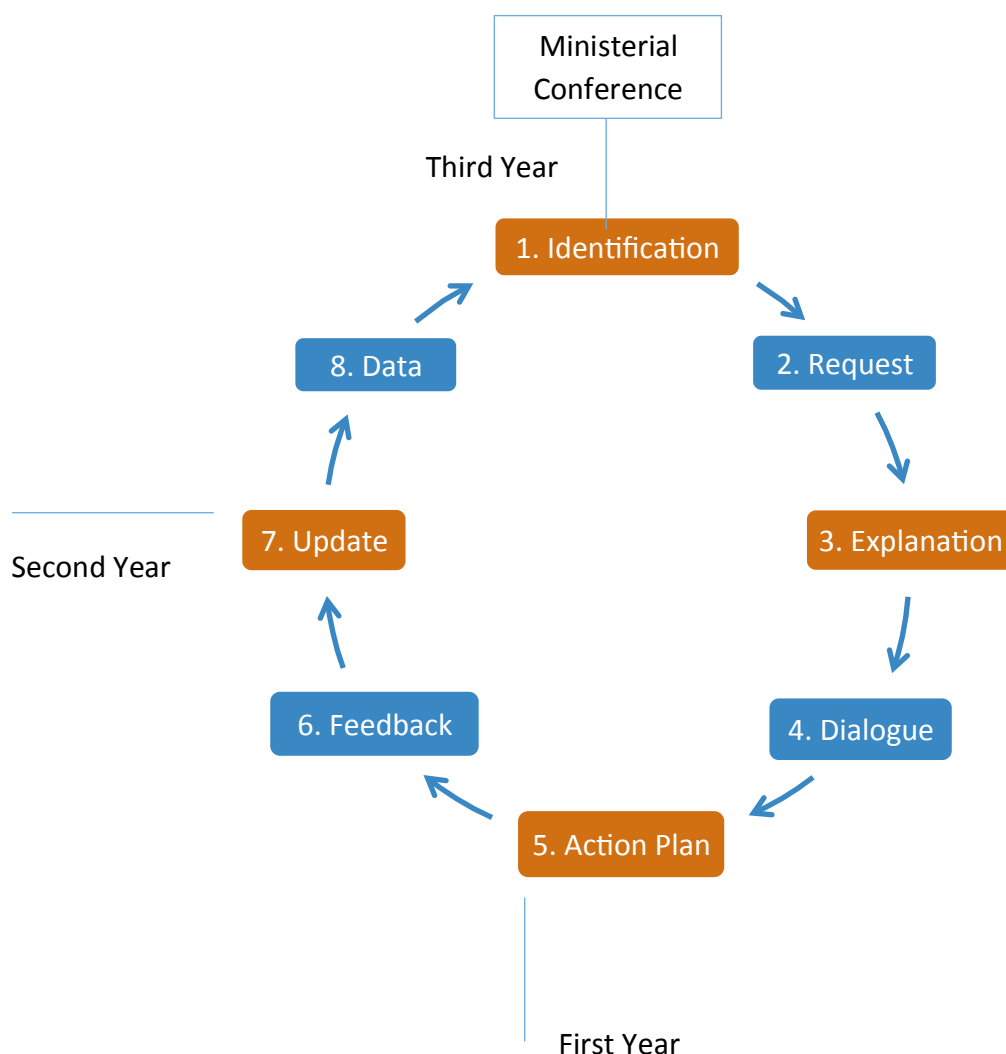 Ministerial
Conference
Third Year
1. Identification
8. Data
2. Request
7. Update
3. Explanation
Second Year
6. Feedback
4. Dialogue
5. Action Plan
First Year